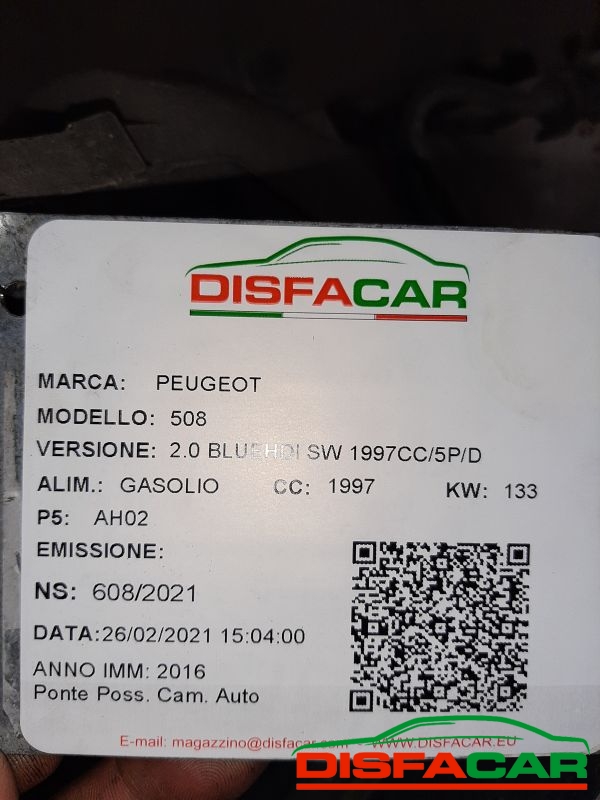 DISFACAR
MARCA: PEUGEOT
MODELLO: 508
VERSIONE: 2.0 BLUEHDI SW 1997CC/5P/D
ALIM.: GASOLIO CC: 1997 KW: 133
P5: AH02
EMISSIONE:
NS: 608/2021
DATA:26/02/2021 15:04:00
ANNO IMM: 2016
Ponte Poss. Cam. Auto
E-mail: magazzino@disfacar.com - WWW.DISFACAR.EU
DISFACAR